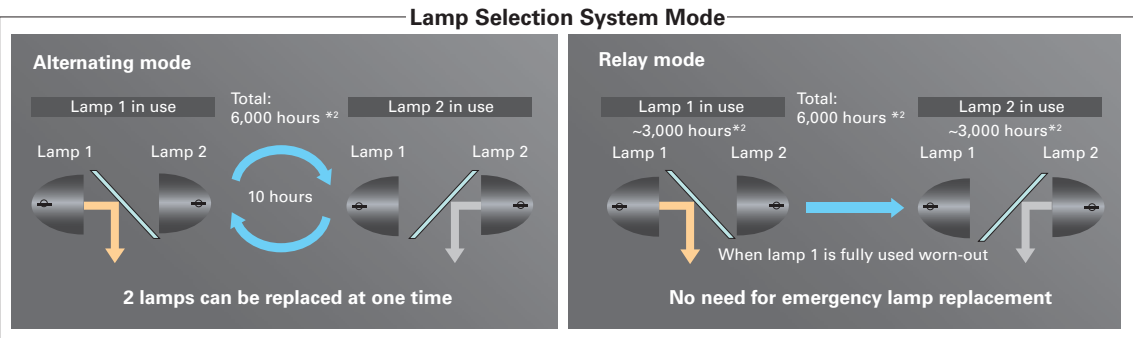 Lamp Selection System Mode
Alternating mode
Lamp 1 in use
Total:
6,000 hours *2
Lamp 2 in use
Lamp 1
Lamp 2
10 hours
Lamp 1
Lamp 2
2 lamps can be replaced at one time
Relay mode
Lamp 1 in use
~3,000 hours*2
Total:
6,000 hours *2
Lamp 2 in use
~3,000 hours*2
Lamp 1
Lamp 2
Lamp 1
Lamp 2
When lamp 1 is fully used worn-out
No need for emergency lamp replacement